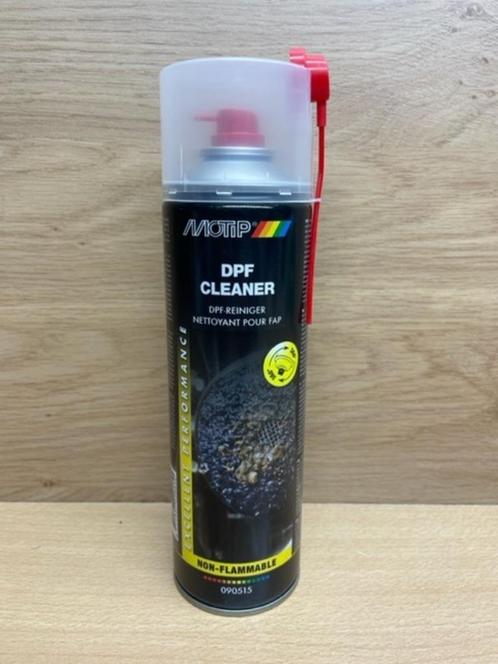 MOTIP®
DPF
CLEANER
DPF-REINIGER
NETTOYANT POUR FAP
EXCELLENT PERFORMANCE
NON-FLAMMABLE
090515